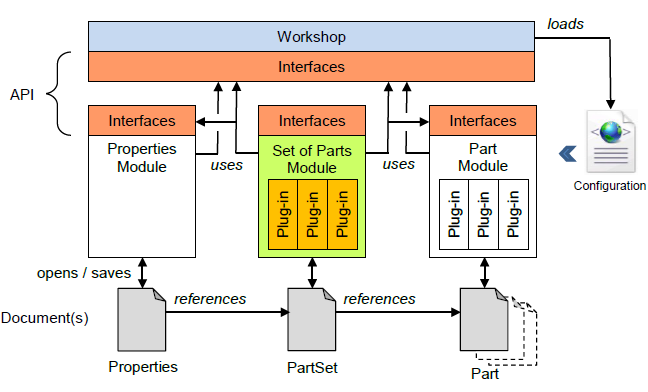 Workshop
loads
Interfaces
API
Interfaces
Interfaces
Interfaces
Properties
Module
uses
Set of Parts
Module
uses
Part
Module
Configuration
Plug-in
Plug-in
Plug-in
Plug-in
Plug-in
Plug-in
opens / saves
references
references
Document(s)
Properties
PartSet
Part